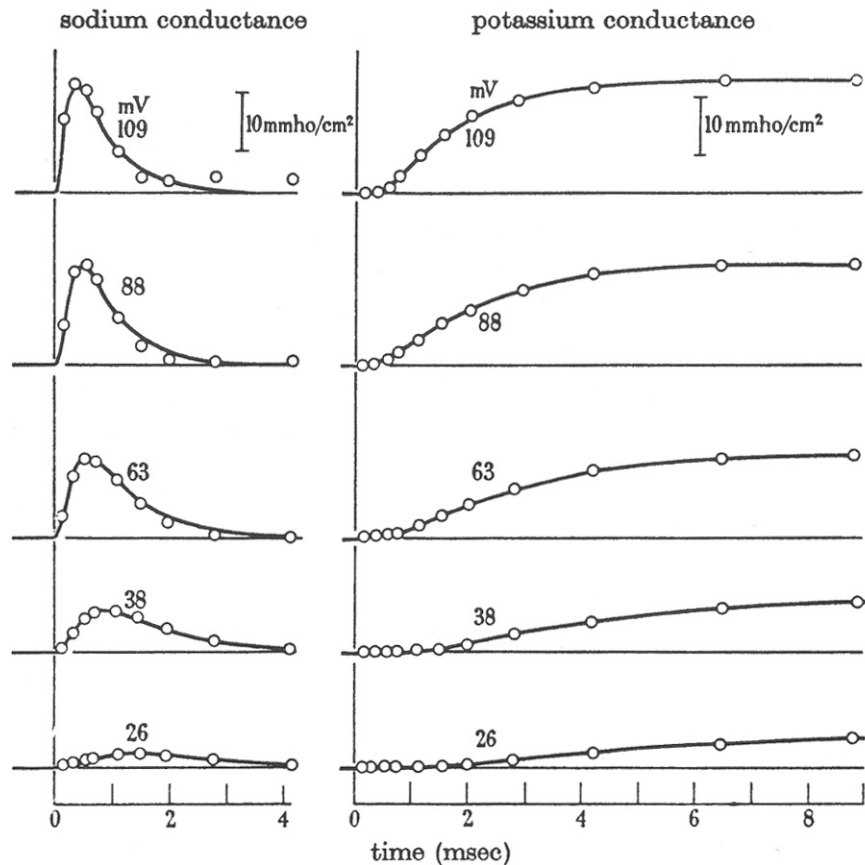 sodium conductance
potassium conductance
mV
109
10 mmho/cm²
mV
109
10 mmho/cm²
88
88
63
63
38
38
26
26
0 2 4
0 2 4 6 8
time (msec)